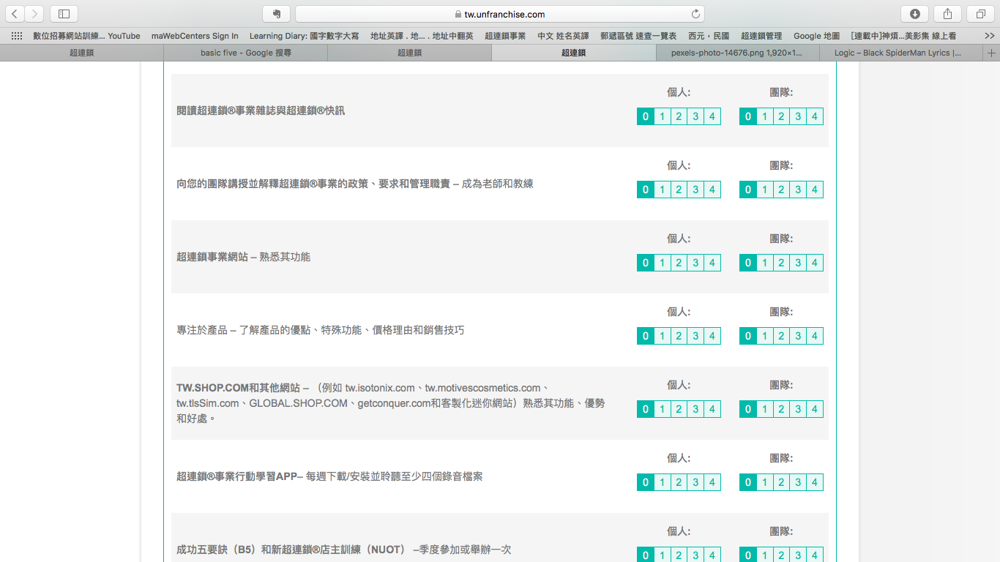 tw.unfranchise.com
數位招募網站訓練... YouTube maWebCenters Sign In Learning Diary: 國字數字大寫 地址英譯 . 地... . 地址中翻英 超連鎖事業 中文 姓名英譯 郵遞區號 速查一覽表 西元，民國 超連鎖管理 Google 地圖 [連載中]神煩...美影集 線上看 >>
超連鎖 basic five - Google 搜尋 超連鎖 超連鎖 pexels-photo-14676.png 1,920×1... Logic – Black SpiderMan Lyrics |...
個人: 團隊:
閱讀超連鎖®事業雜誌與超連鎖®快訊
0 1 2 3 4 0 1 2 3 4
個人: 團隊:
向您的團隊講授並解釋超連鎖®事業的政策、要求和管理職責 – 成為老師和教練
0 1 2 3 4 0 1 2 3 4
個人: 團隊:
超連鎖事業網站 – 熟悉其功能
0 1 2 3 4 0 1 2 3 4
個人: 團隊:
專注於產品 – 了解產品的優點、特殊功能、價格理由和銷售技巧
0 1 2 3 4 0 1 2 3 4
個人: 團隊:
TW.SHOP.COM和其他網站 – （例如 tw.isotonix.com、tw.motivescosmetics.com、
tw.tlsSim.com、GLOBAL.SHOP.COM、getconquer.com和客製化迷你網站）熟悉其功能、優勢
和好處。
0 1 2 3 4 0 1 2 3 4
個人: 團隊:
超連鎖®事業行動學習APP– 每週下載/安裝並聆聽至少四個錄音檔案
0 1 2 3 4 0 1 2 3 4
個人: 團隊:
成功五要訣（B5）和新超連鎖®店主訓練（NUOT） –季度參加或舉辦一次
0 1 2 3 4 0 1 2 3 4